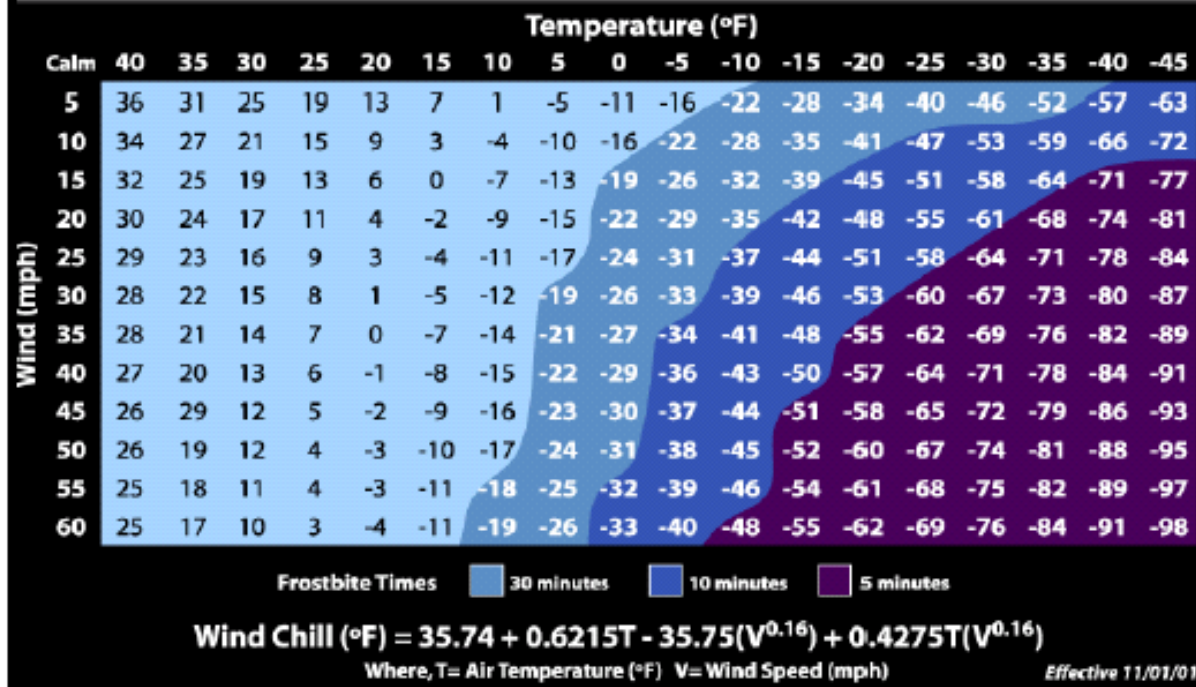 Temperature (ºF)
Calm 40 35 30 25 20 15 10 5 0 -5 -10 -15 -20 -25 -30 -35 -40 -45
5 36 31 25 19 13 7 1 -5 -11 -16 -22 -28 -34 -40 -46 -52 -57 -63
10 34 27 21 15 9 3 -4 -10 -16 -22 -28 -35 -41 -47 -53 -59 -66 -72
15 32 25 19 13 6 0 -7 -13 -19 -26 -32 -39 -45 -51 -58 -64 -71 -77
20 30 24 17 11 4 -2 -9 -15 -22 -29 -35 -42 -48 -55 -61 -68 -74 -81
25 29 23 16 9 3 -4 -11 -17 -24 -31 -37 -44 -51 -58 -64 -71 -78 -84
30 28 22 15 8 1 -5 -12 -19 -26 -33 -39 -46 -53 -60 -67 -73 -80 -87
35 28 21 14 7 0 -7 -14 -21 -27 -34 -41 -48 -55 -62 -69 -76 -82 -89
40 27 20 13 6 -1 -8 -15 -22 -29 -36 -43 -50 -57 -64 -71 -78 -84 -91
45 26 29 12 5 -2 -9 -16 -23 -30 -37 -44 -51 -58 -65 -72 -79 -86 -93
50 26 19 12 4 -3 -10 -17 -24 -31 -38 -45 -52 -60 -67 -74 -81 -88 -95
55 25 18 11 4 -3 -11 -18 -25 -32 -39 -46 -54 -61 -68 -75 -82 -89 -97
60 25 17 10 3 -4 -11 -19 -26 -33 -40 -48 -55 -62 -69 -76 -84 -91 -98
Wind (mph)
Frostbite Times 30 minutes 10 minutes 5 minutes
Wind Chill (ºF) = 35.74 + 0.6215T - 35.75(V^0.16) + 0.4275T(V^0.16)
Where, T= Air Temperature (ºF) V= Wind Speed (mph) Effective 11/01/01